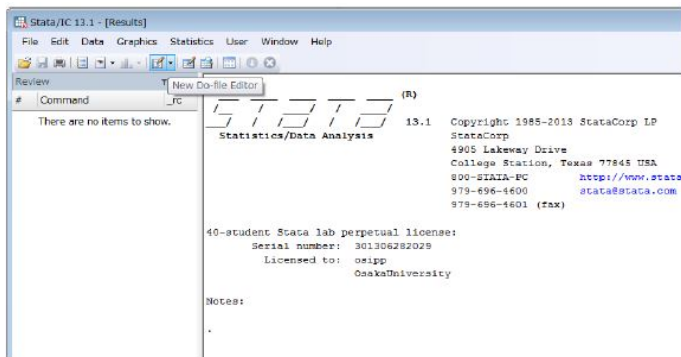 Stata/IC 13.1 - [Results]
File Edit Data Graphics Statistics User Window Help
Review
New Do-file Editor
# Command _rc
There are no items to show.
(R)
13.1 Copyright 1985-2013 StataCorp LP
Statistics/Data Analysis StataCorp
4905 Lakeway Drive
College Station, Texas 77845 USA
800-STATA-PC http://www.stata
979-696-4600 stata@stata.com
979-696-4601 (fax)
40-student Stata lab perpetual license:
Serial number: 301306282029
Licensed to: osipp
OsakaUniversity
Notes:
.